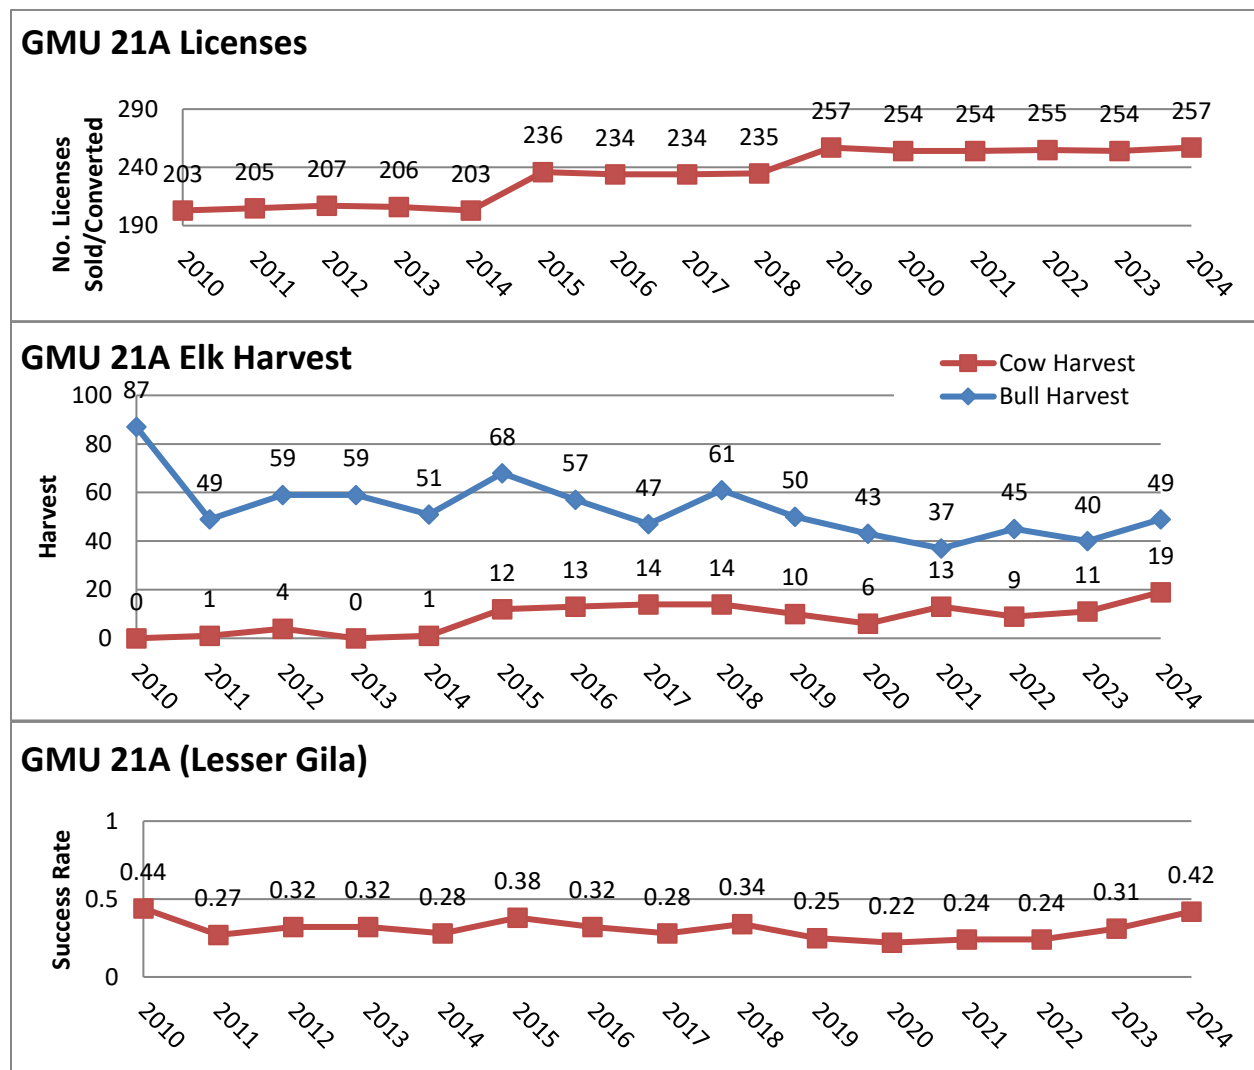 GMU 21A Licenses
No. Licenses
Sold/Converted
290
240
190
203 205 207 206 203 236 234 234 235 257 254 254 255 254 257
2010 2011 2012 2013 2014 2015 2016 2017 2018 2019 2020 2021 2022 2023 2024
GMU 21A Elk Harvest
Cow Harvest
Bull Harvest
Harvest
100
80
60
40
20
0
87 49 59 59 51 68 57 47 61 50 43 37 45 40 49
0 1 4 0 1 12 13 14 14 10 6 13 9 11 19
2010 2011 2012 2013 2014 2015 2016 2017 2018 2019 2020 2021 2022 2023 2024
GMU 21A (Lesser Gila)
Success Rate
1
0.5
0
0.44 0.27 0.32 0.32 0.28 0.38 0.32 0.28 0.34 0.25 0.22 0.24 0.24 0.31 0.42
2010 2011 2012 2013 2014 2015 2016 2017 2018 2019 2020 2021 2022 2023 2024